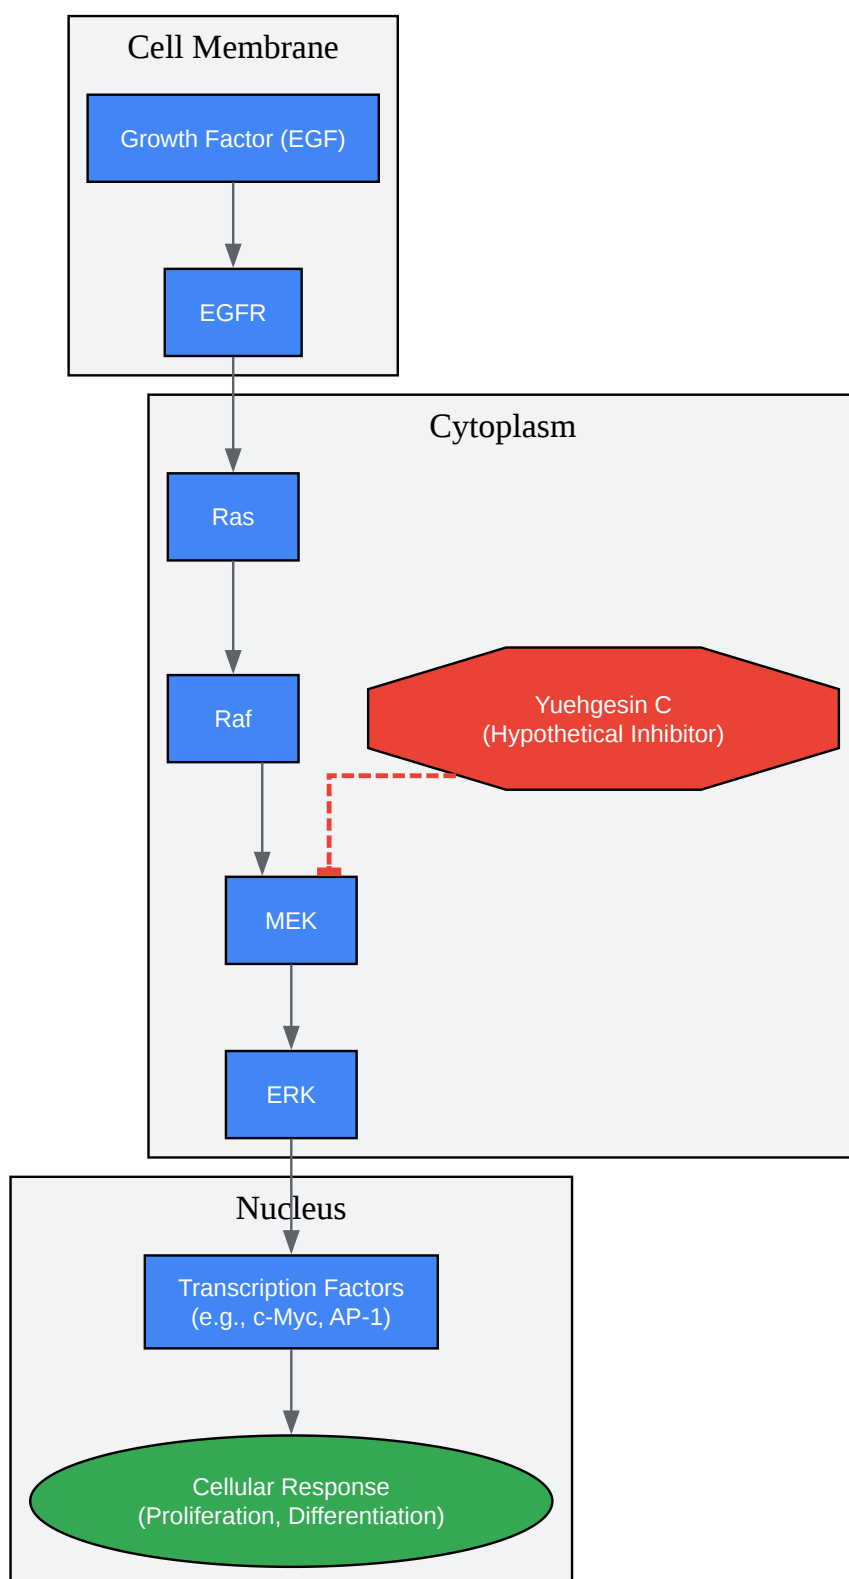 Cell Membrane
Growth Factor (EGF)
EGFR
Cytoplasm
Ras
Raf
Yuehgesin C
(Hypothetical Inhibitor)
MEK
ERK
Nucleus
Transcription Factors
(e.g., c-Myc, AP-1)
Cellular Response
(Proliferation, Differentiation)